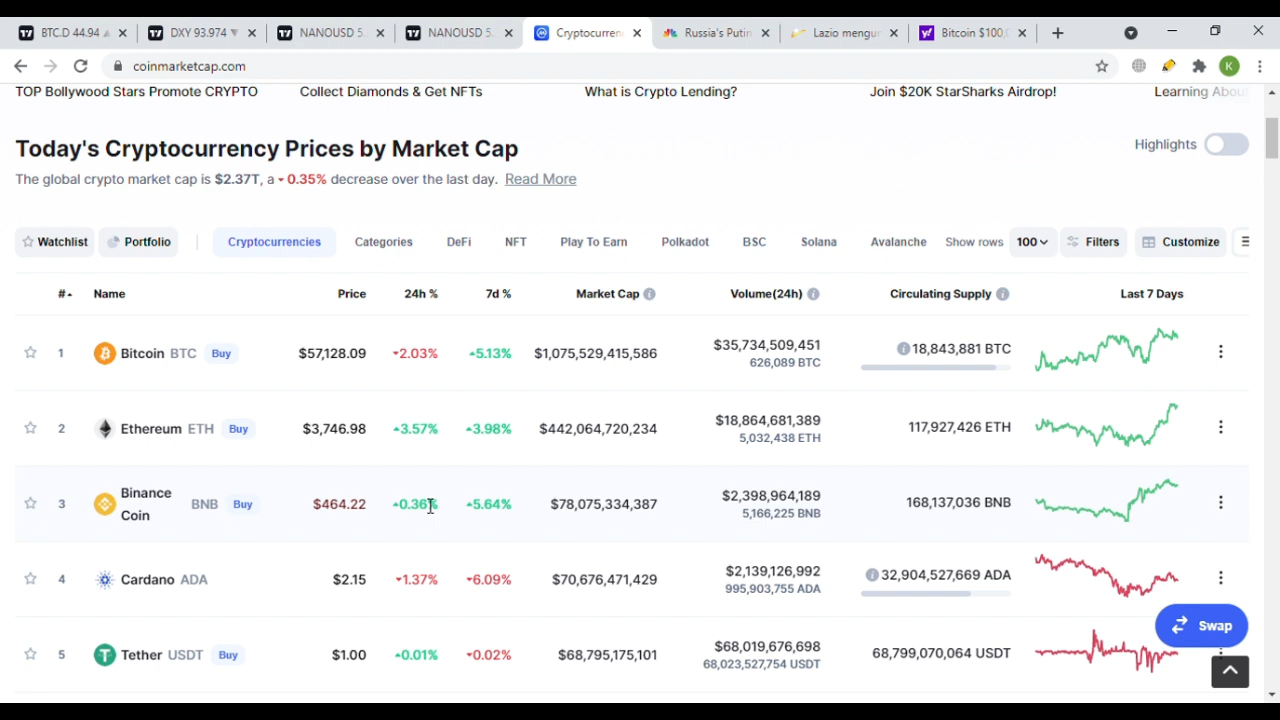 BTC.D 44.94
DXY 93.974
NANOUSD 5.
NANOUSD 5.
Cryptocurren
Russia's Putin
Lazio mengu
Bitcoin $100,
coinmarketcap.com
K
TOP Bollywood Stars Promote CRYPTO
Collect Diamonds & Get NFTs
What is Crypto Lending?
Join $20K StarSharks Airdrop!
Learning Abou
Today's Cryptocurrency Prices by Market Cap
Highlights
The global crypto market cap is $2.37T, a 0.35% decrease over the last day. Read More
Watchlist Portfolio Cryptocurrencies Categories DeFi NFT Play To Earn Polkadot BSC Solana Avalanche Show rows 100 Filters Customize
# Name Price 24h % 7d % Market Cap Volume(24h) Circulating Supply Last 7 Days
1 Bitcoin BTC Buy $57,128.09 2.03% 5.13% $1,075,529,415,586 $35,734,509,451 18,843,881 BTC
626,089 BTC
2 Ethereum ETH Buy $3,746.98 3.57% 3.98% $442,064,720,234 $18,864,681,389 117,927,426 ETH
5,032,438 ETH
3 Binance Coin BNB Buy $464.22 0.36% 5.64% $78,075,334,387 $2,398,964,189 168,137,036 BNB
5,166,225 BNB
4 Cardano ADA $2.15 1.37% 6.09% $70,676,471,429 $2,139,126,992 32,904,527,669 ADA
995,903,755 ADA
Swap
5 Tether USDT Buy $1.00 0.01% 0.02% $68,795,175,101 $68,019,676,698 68,799,070,064 USDT
68,023,527,754 USDT